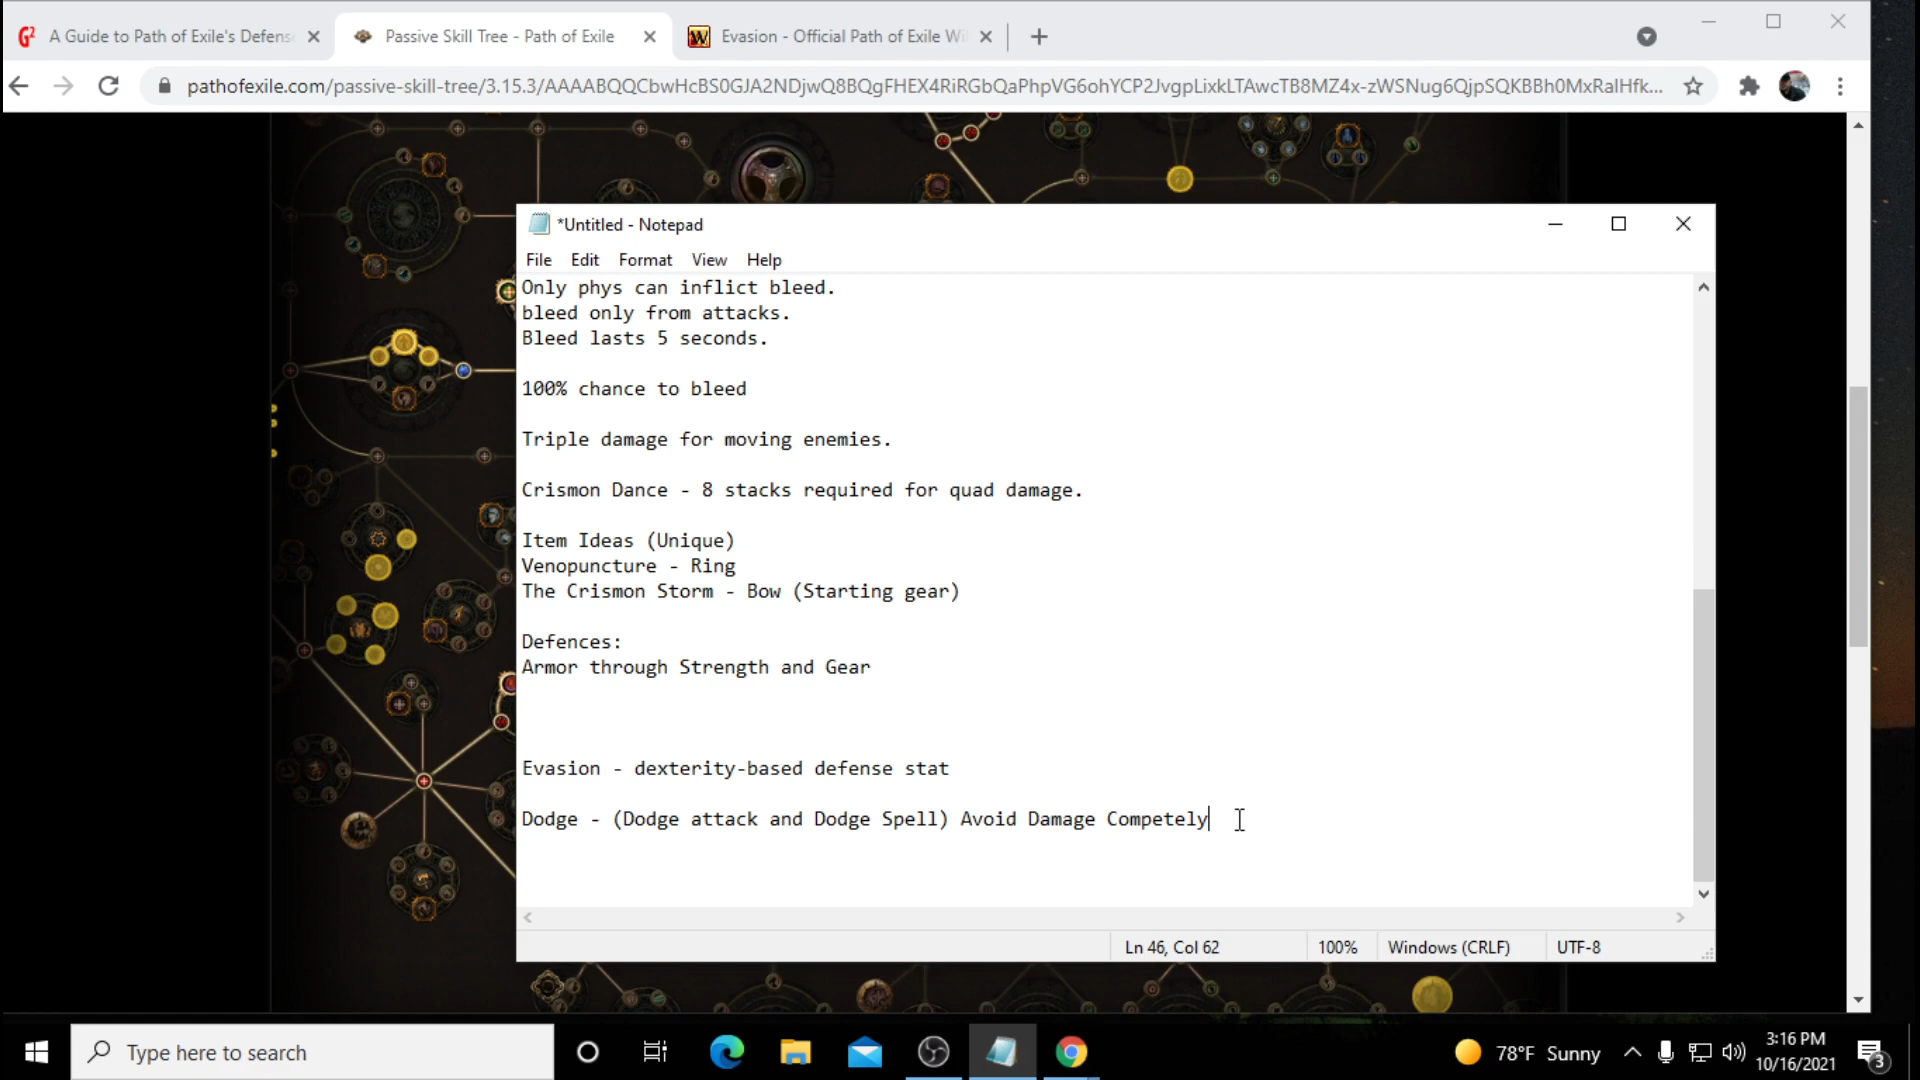 A Guide to Path of Exile's Defens
Passive Skill Tree - Path of Exile
Evasion - Official Path of Exile Wi
pathofexile.com/passive-skill-tree/3.15.3/AAAABQQCbwHcBS0GJA2NDjwQ8BQgFHEX4RiRGbQaPhpVG6ohYCP2JvgpLixkLTAwcTB8MZ4x-zWSNug6QjpSQKBBh0MxRalHfk...
*Untitled - Notepad
File Edit Format View Help
Only phys can inflict bleed.
bleed only from attacks.
Bleed lasts 5 seconds.
100% chance to bleed
Triple damage for moving enemies.
Crismon Dance - 8 stacks required for quad damage.
Item Ideas (Unique)
Venopuncture - Ring
The Crismon Storm - Bow (Starting gear)
Defences:
Armor through Strength and Gear
Evasion - dexterity-based defense stat
Dodge - (Dodge attack and Dodge Spell) Avoid Damage Competely
Ln 46, Col 62 100% Windows (CRLF) UTF-8
Type here to search
78°F Sunny
3:16 PM
10/16/2021
3